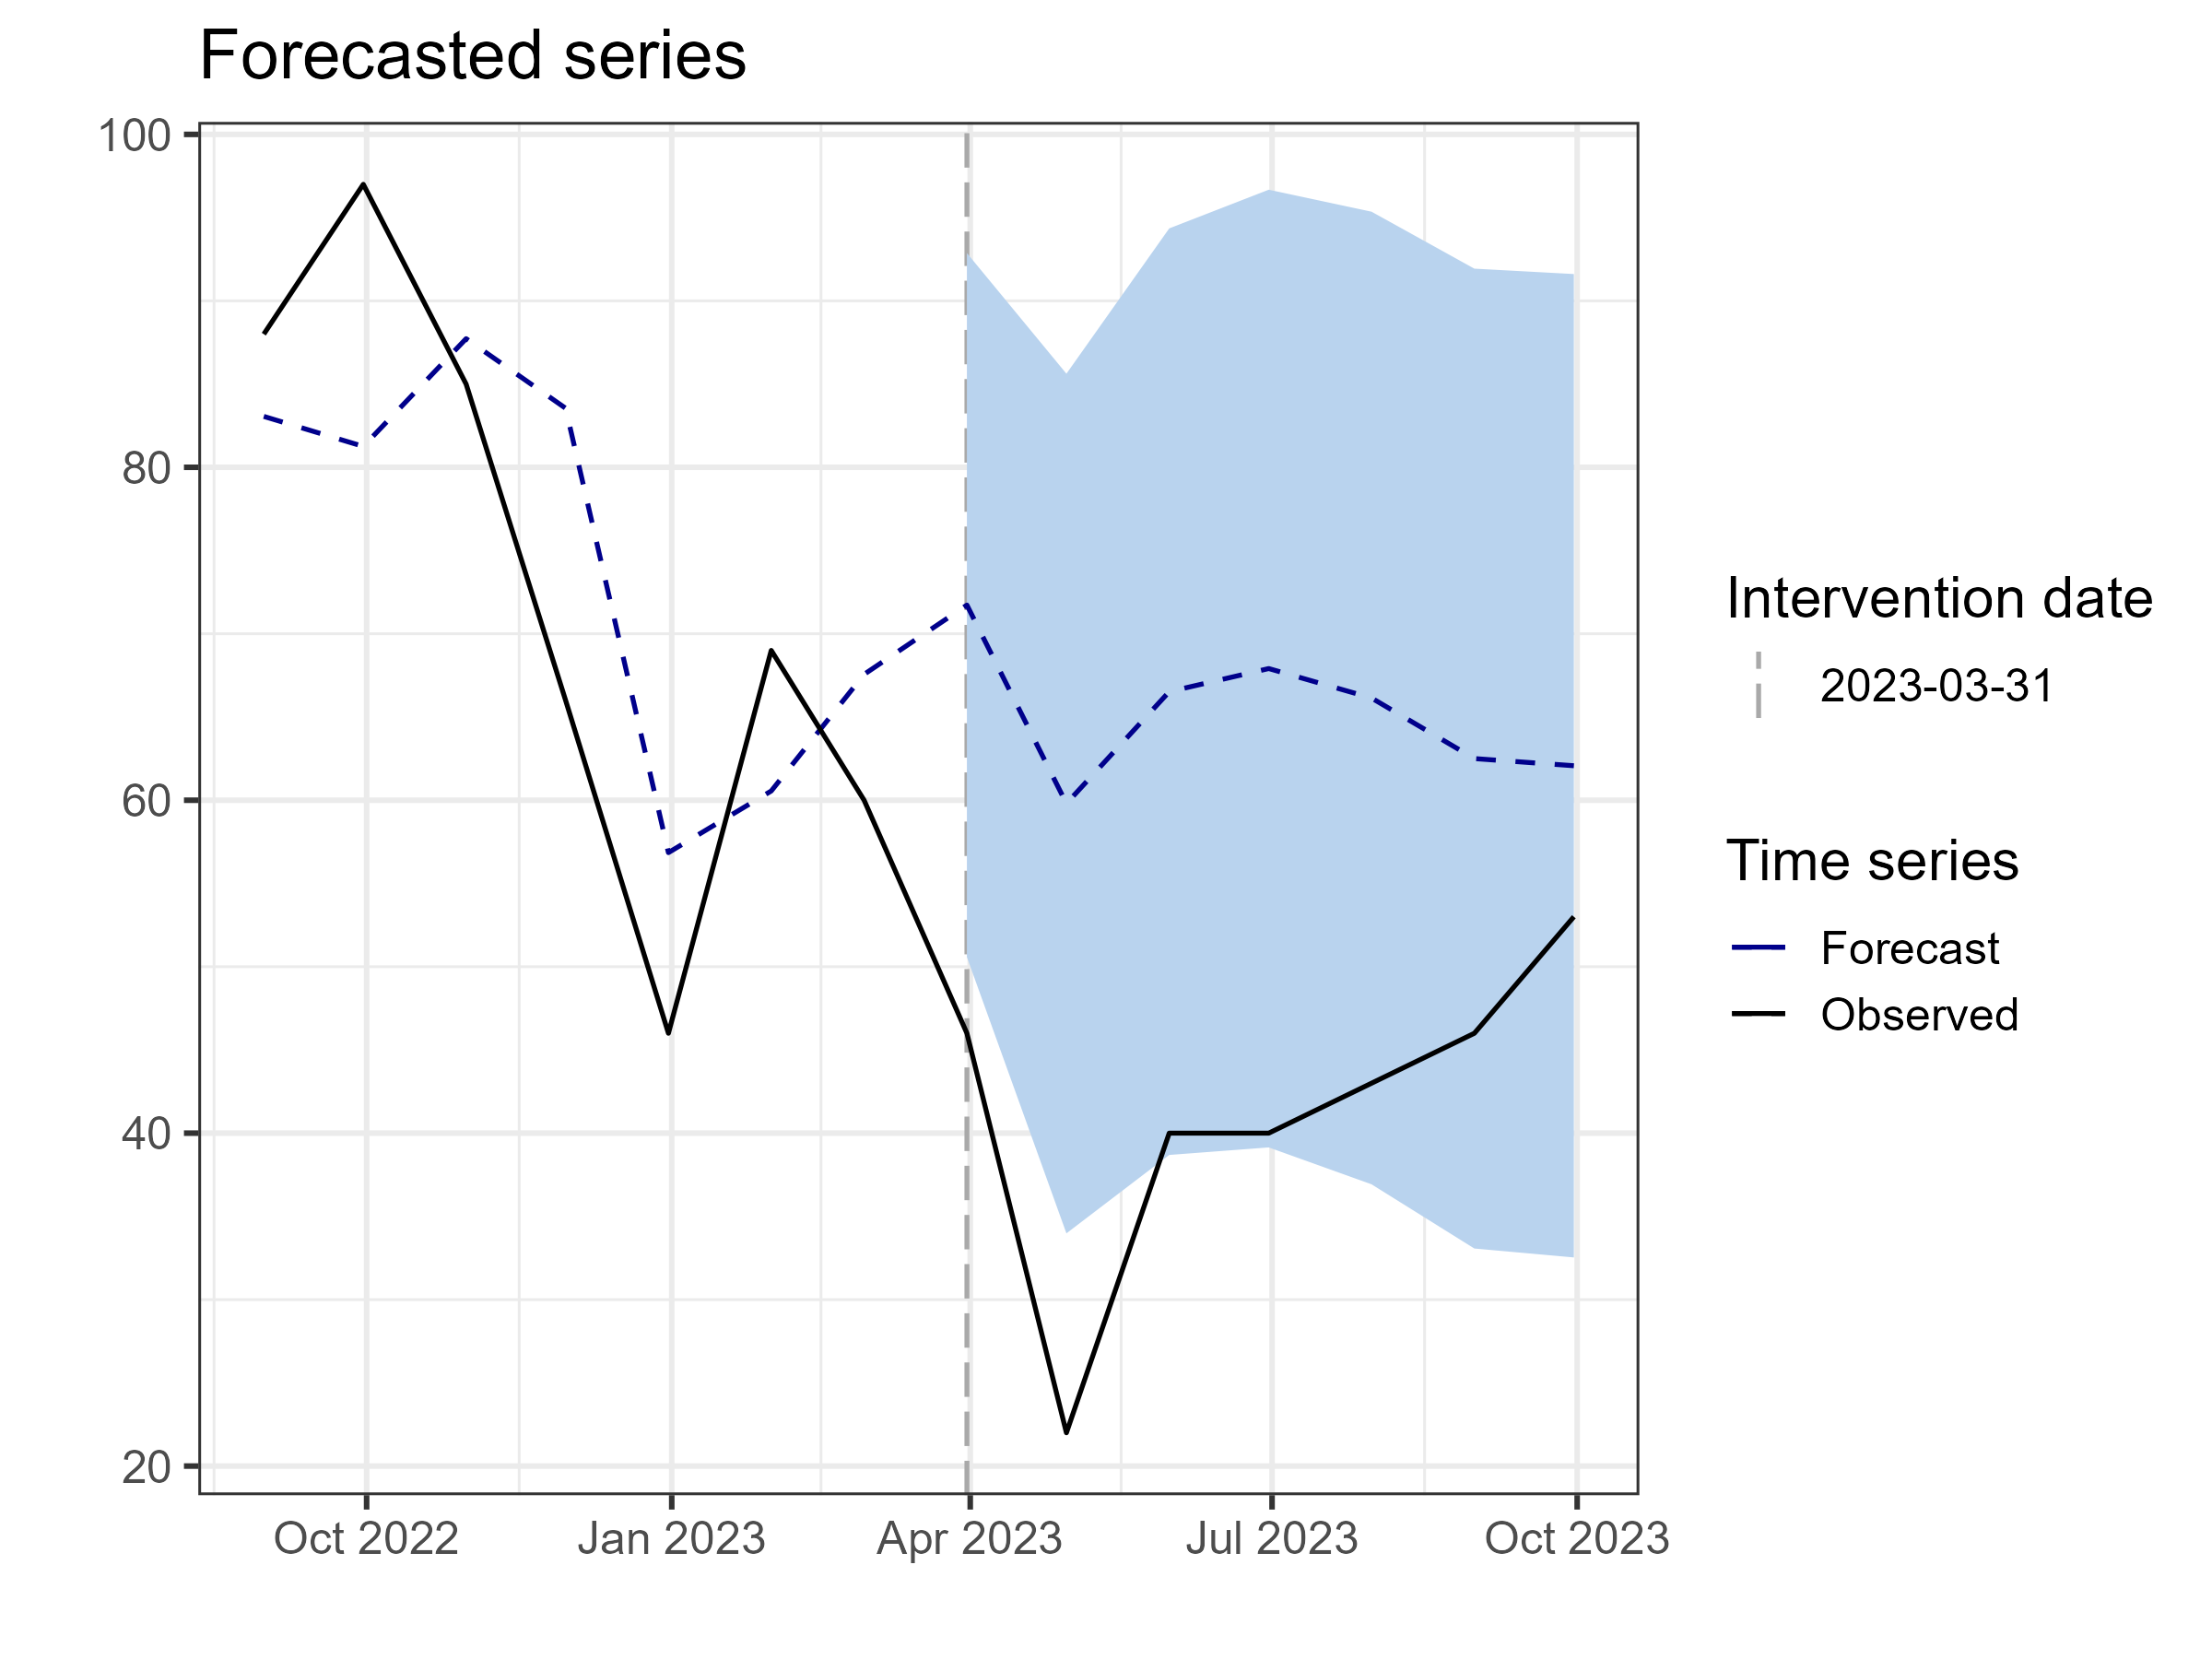 Forecasted series
100
80
60
40
20
Oct 2022
Jan 2023
Apr 2023
Jul 2023
Oct 2023
Intervention date
2023-03-31
Time series
Forecast
Observed